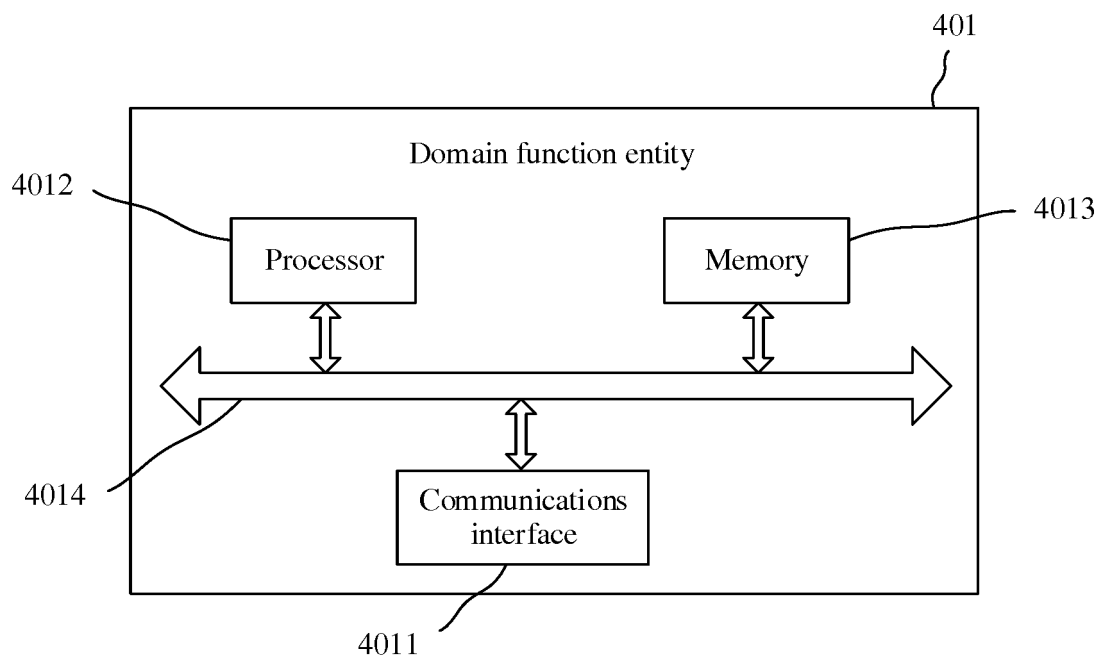 401
Domain function entity
4012
4013
Processor
Memory
4014
Communications
interface
4011